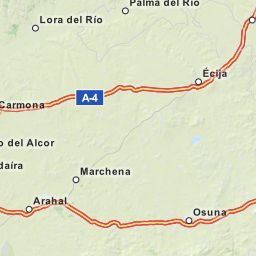 Palma del Río
Lora del Río
Écija
A-4
Carmona
o del Alcor
Marchena
daíra
Arahal
Osuna